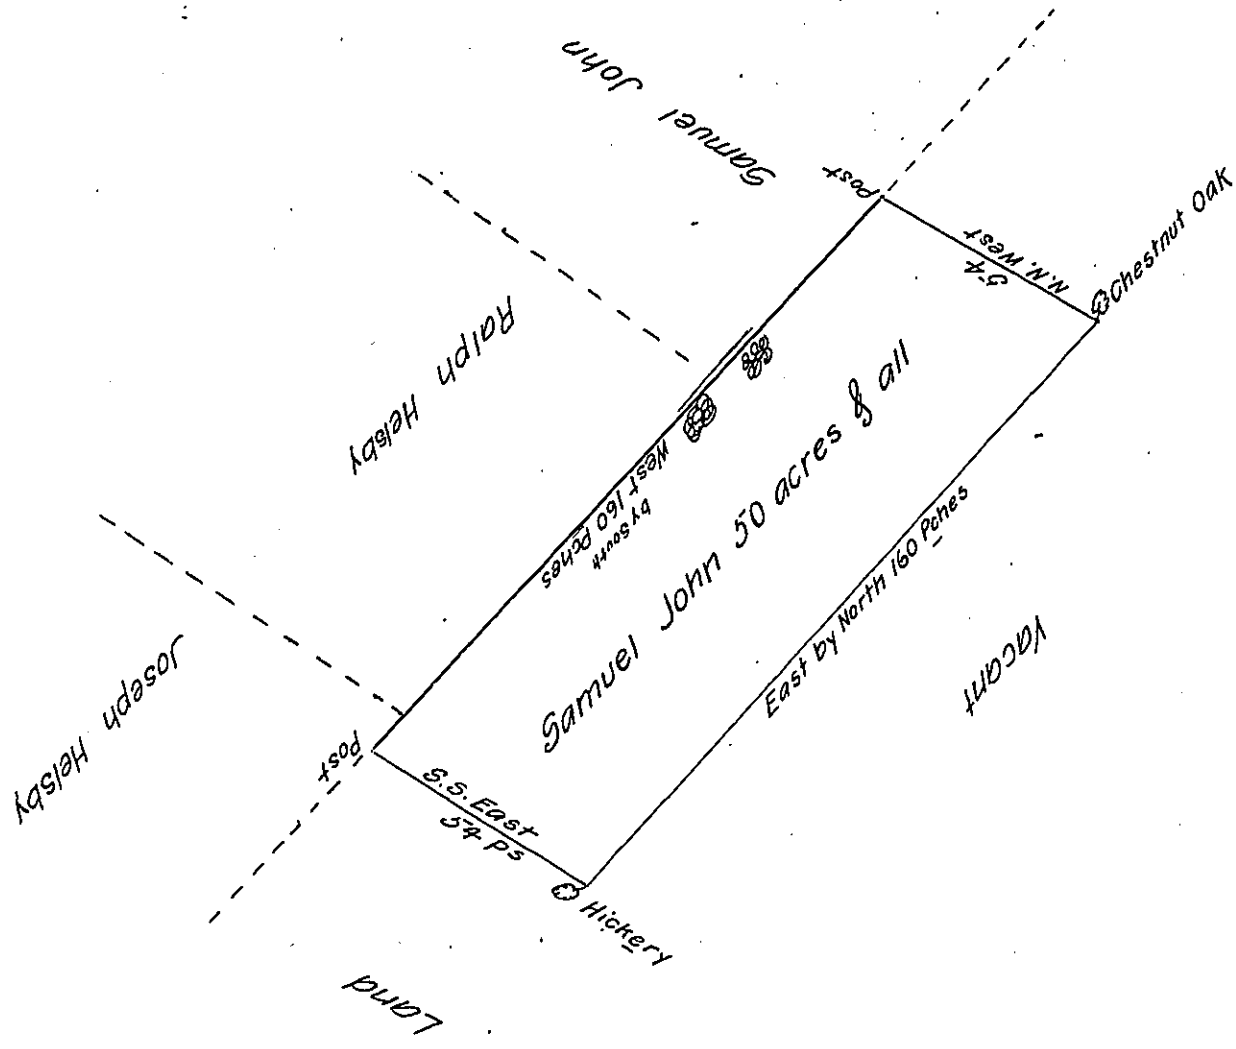 Samuel John
Post
N.N. West
54
Chestnut Oak
Ralph Helsby
West 160 Pches
by South
Samuel John 50 acres & all
East by North 160 Pches
Vacant
Joseph Helsby
Post
S.S. East
54 Ps
Hickery
Land